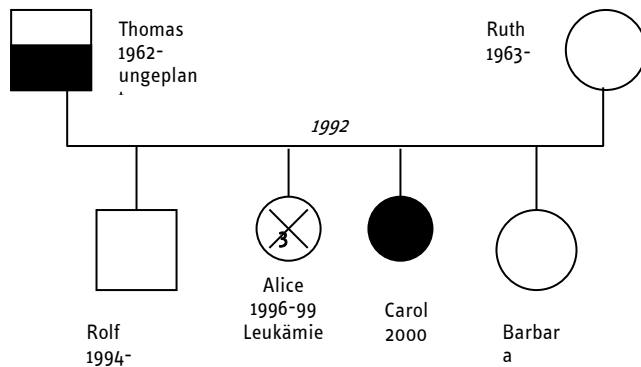 Thomas
1962-
ungeplan
Ruth
1963-
1992
3
Alice
1996-99
Leukämie
Rolf
1994-
Carol
2000
Barbar
a